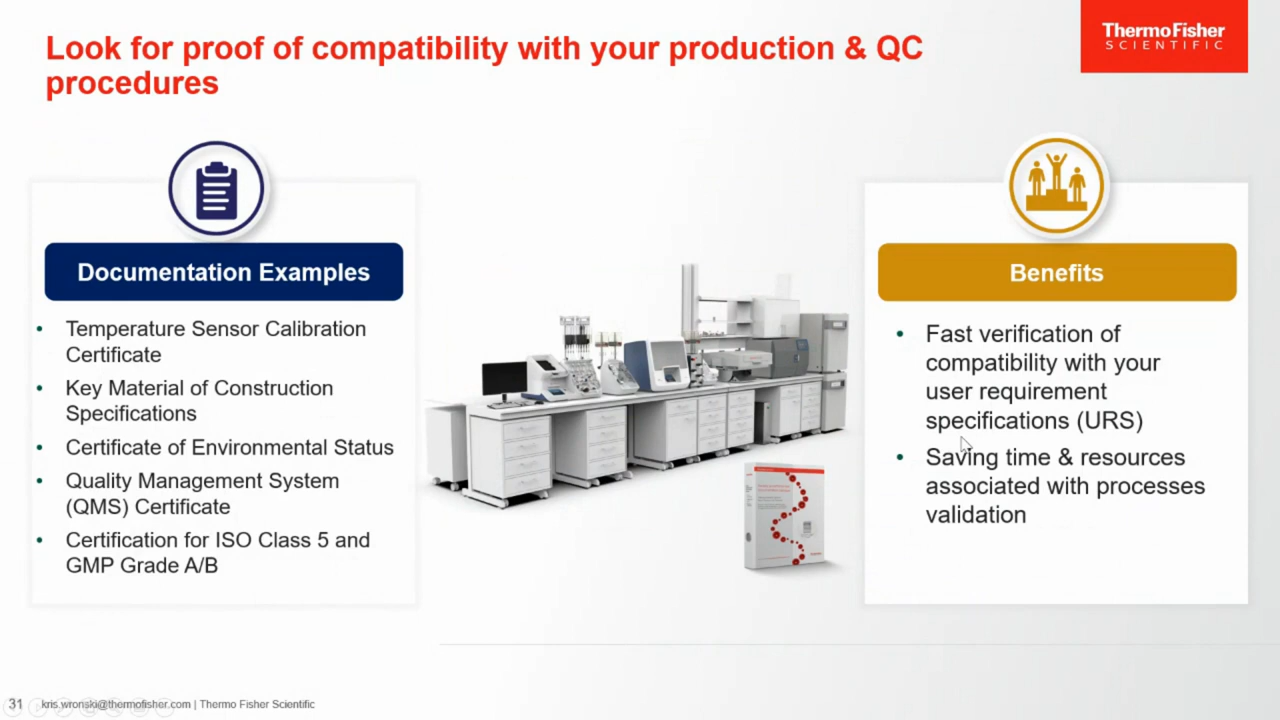 Look for proof of compatibility with your production & QC
procedures
ThermoFisher
SCIENTIFIC
Documentation Examples
• Temperature Sensor Calibration
Certificate
• Key Material of Construction
Specifications
• Certificate of Environmental Status
• Quality Management System
(QMS) Certificate
• Certification for ISO Class 5 and
GMP Grade A/B
Benefits
• Fast verification of
compatibility with your
user requirement
specifications (URS)
• Saving time & resources
associated with processes
validation
31 kris.wronski@thermofisher.com | Thermo Fisher Scientific